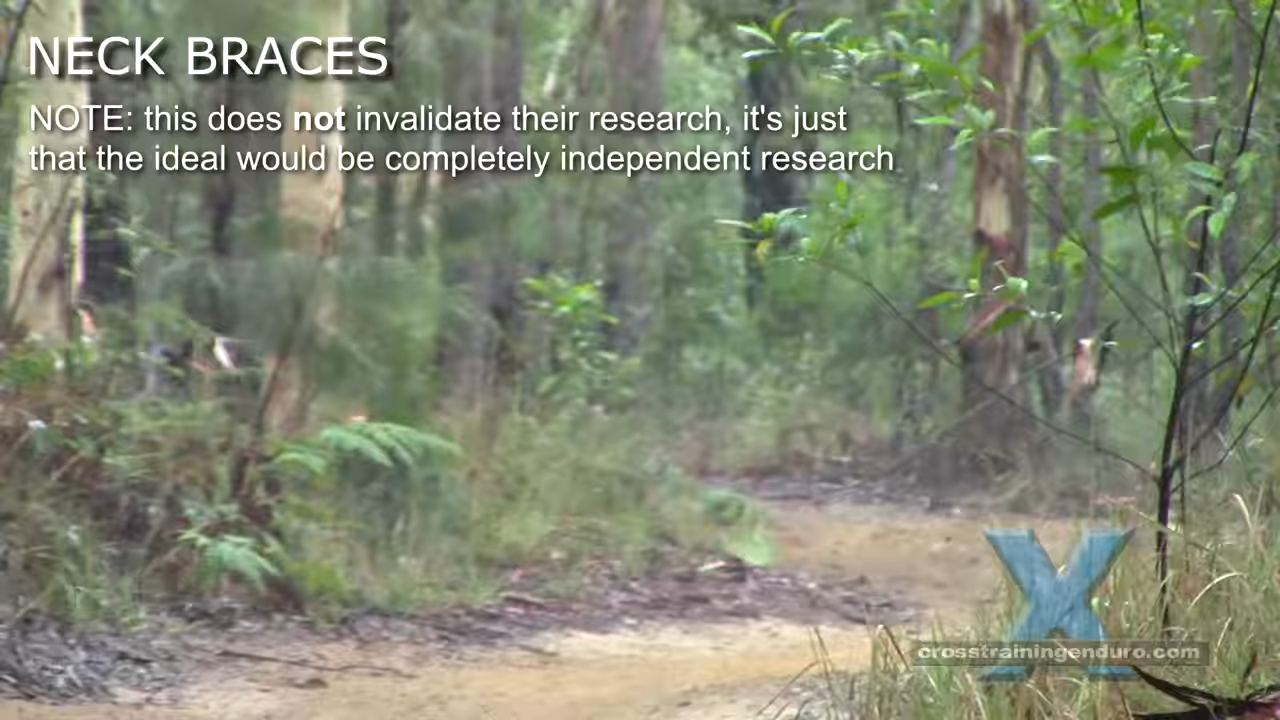 NECK BRACES
NOTE: this does not invalidate their research, it's just
that the ideal would be completely independent research
X
crosstrainingenduro.com